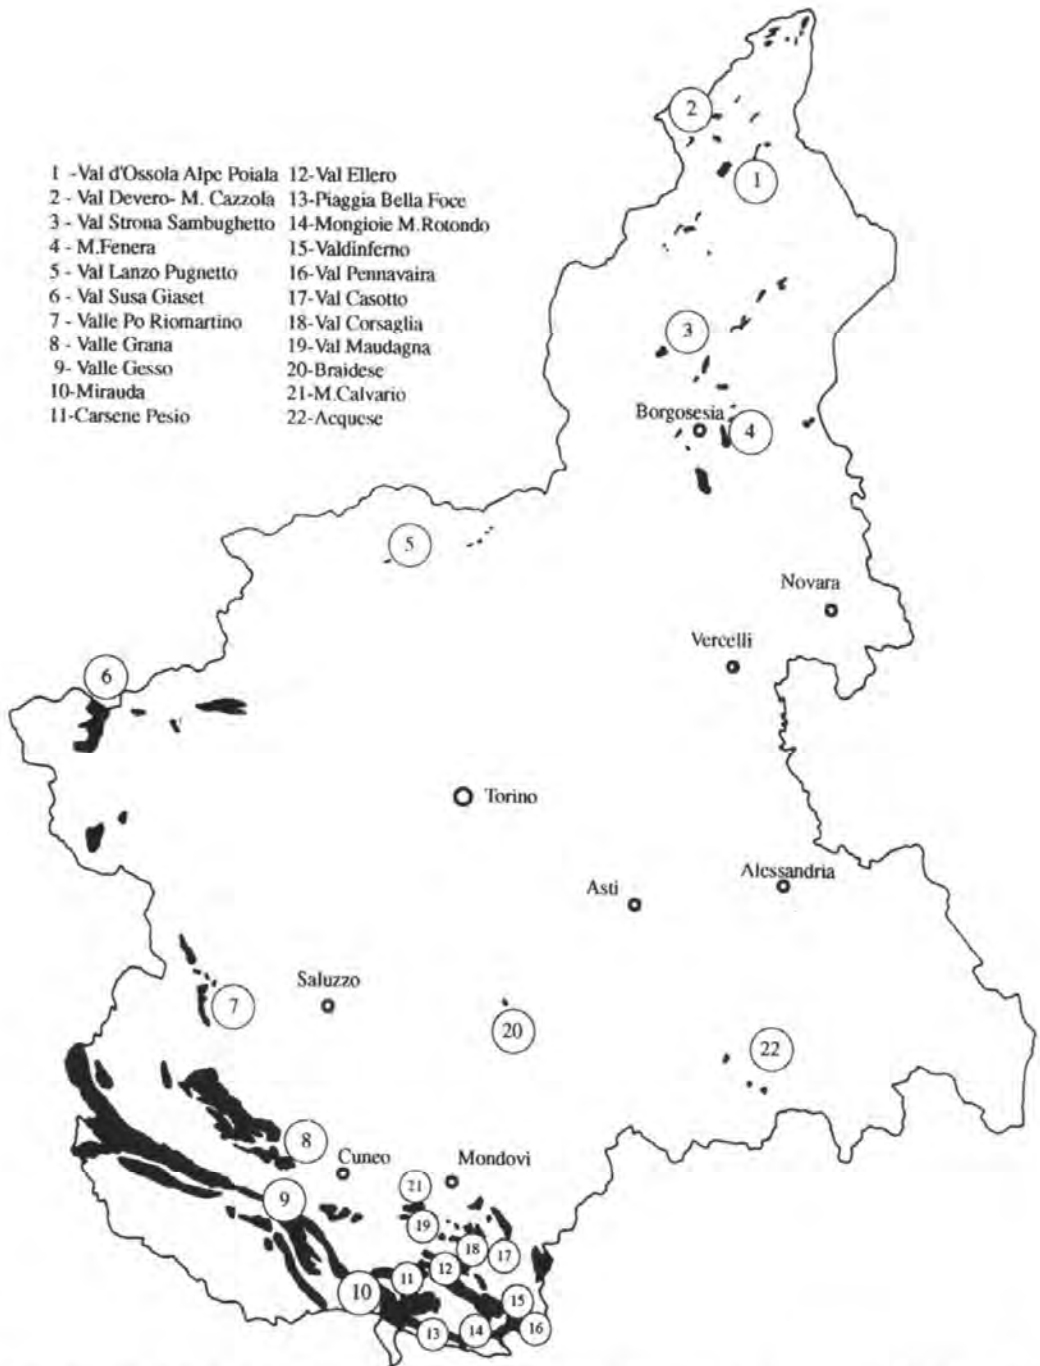 1 -Val d'Ossola Alpe Poiala
2 - Val Devero- M. Cazzola
3 - Val Strona Sambughetto
4 - M.Fenera
5 - Val Lanzo Pugnetto
6 - Val Susa Giaset
7 - Valle Po Riomartino
8 - Valle Grana
9- Valle Gesso
10-Mirauda
11-Carsene Pesio
12-Val Ellero
13-Piaggia Bella Foce
14-Mongioie M.Rotondo
15-Valdinferno
16-Val Pennavaira
17-Val Casotto
18-Val Corsaglia
19-Val Maudagna
20-Braidese
21-M.Calvario
22-Acquese
2
1
3
Borgosesia
4
5
Novara
Vercelli
6
Torino
Alessandria
Asti
Saluzzo
7
20
22
8
Cuneo
Mondovi
21
9
19
18
17
12
11
10
15
13
14
16